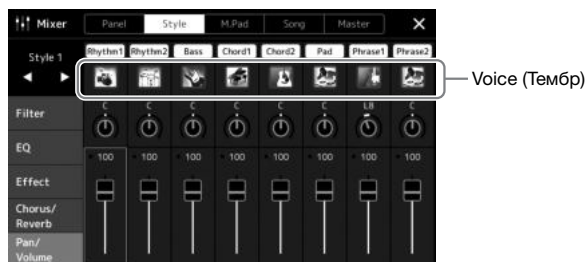 Mixer Panel Style M.Pad Song Master ×
Style 1
Rhythm1 Rhythm2 Bass Chord1 Chord2 Pad Phrase1 Phrase2
Voice (Тембр)
Filter C C C C C C L8 C
EQ
100 100 100 100 100 100 100 100
Effect
Chorus/
Reverb
Pan/
Volume